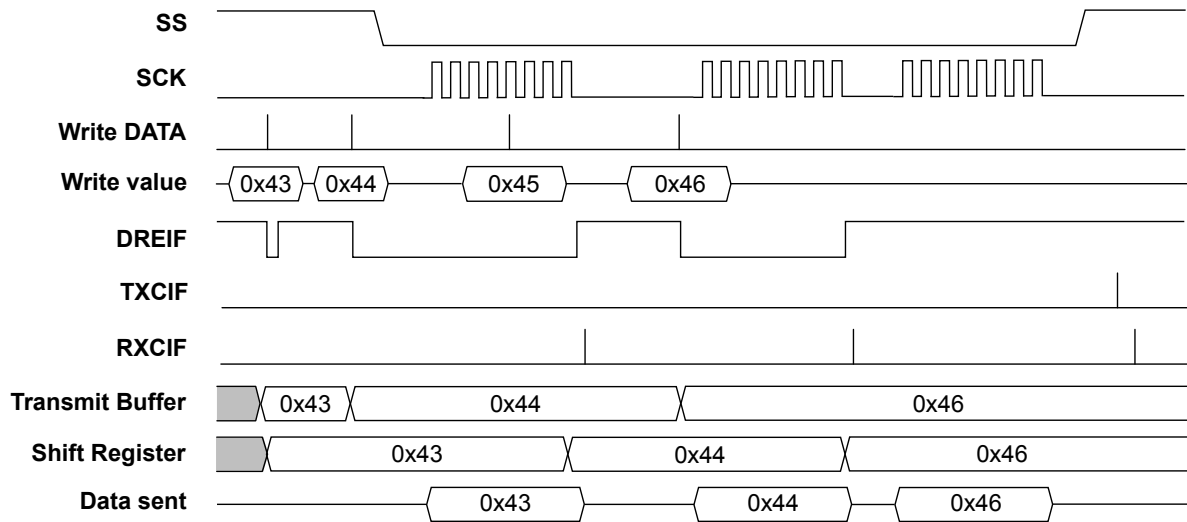 SS
SCK
Write DATA
Write value 0x43 0x44 0x45 0x46
DREIF
TXCIF
RXCIF
Transmit Buffer 0x43 0x44 0x46
Shift Register 0x43 0x44 0x46
Data sent 0x43 0x44 0x46